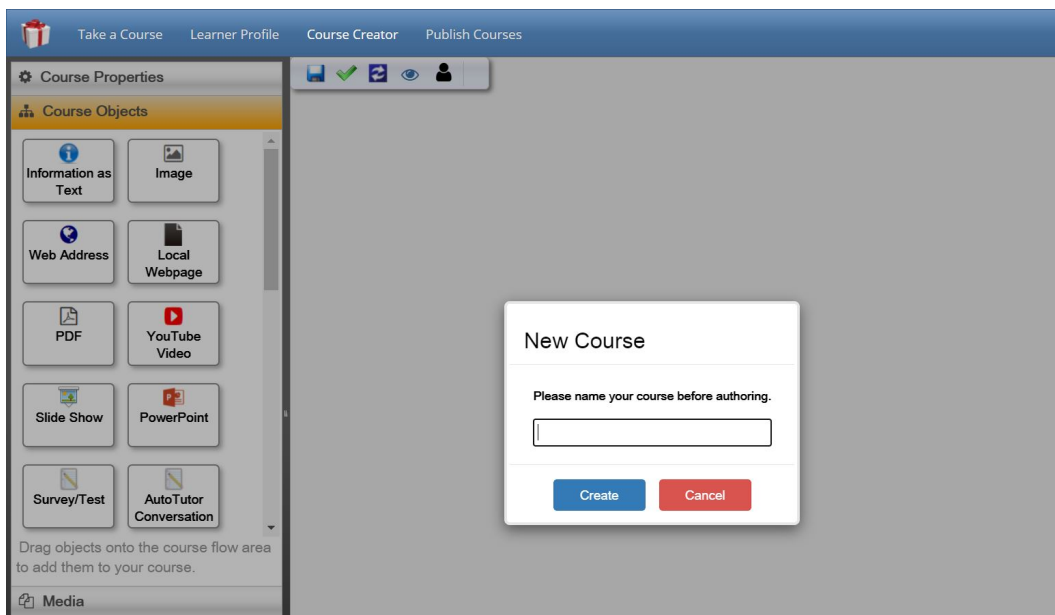 Take a Course Learner Profile Course Creator Publish Courses
Course Properties
Course Objects
Information as
Text
Image
Web Address
Local
Webpage
PDF
YouTube
Video
Slide Show
PowerPoint
Survey/Test
AutoTutor
Conversation
Drag objects onto the course flow area
to add them to your course.
Media
New Course
Please name your course before authoring.
Create Cancel